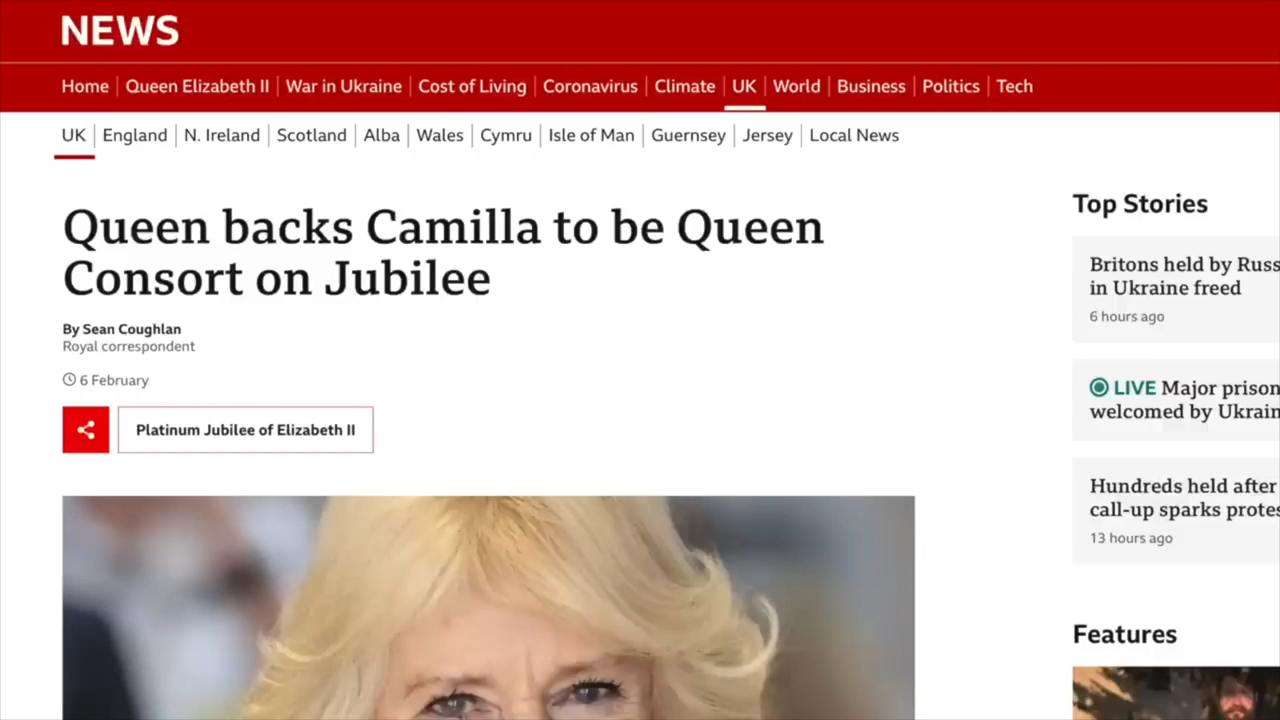 NEWS
Home Queen Elizabeth II War in Ukraine Cost of Living Coronavirus Climate UK World Business Politics Tech
UK England N. Ireland Scotland Alba Wales Cymru Isle of Man Guernsey Jersey Local News
Queen backs Camilla to be Queen
Consort on Jubilee
By Sean Coughlan
Royal correspondent
6 February
Platinum Jubilee of Elizabeth II
Top Stories
Britons held by Russ
in Ukraine freed
6 hours ago
LIVE Major prison
welcomed by Ukrain
Hundreds held after
call-up sparks protes
13 hours ago
Features